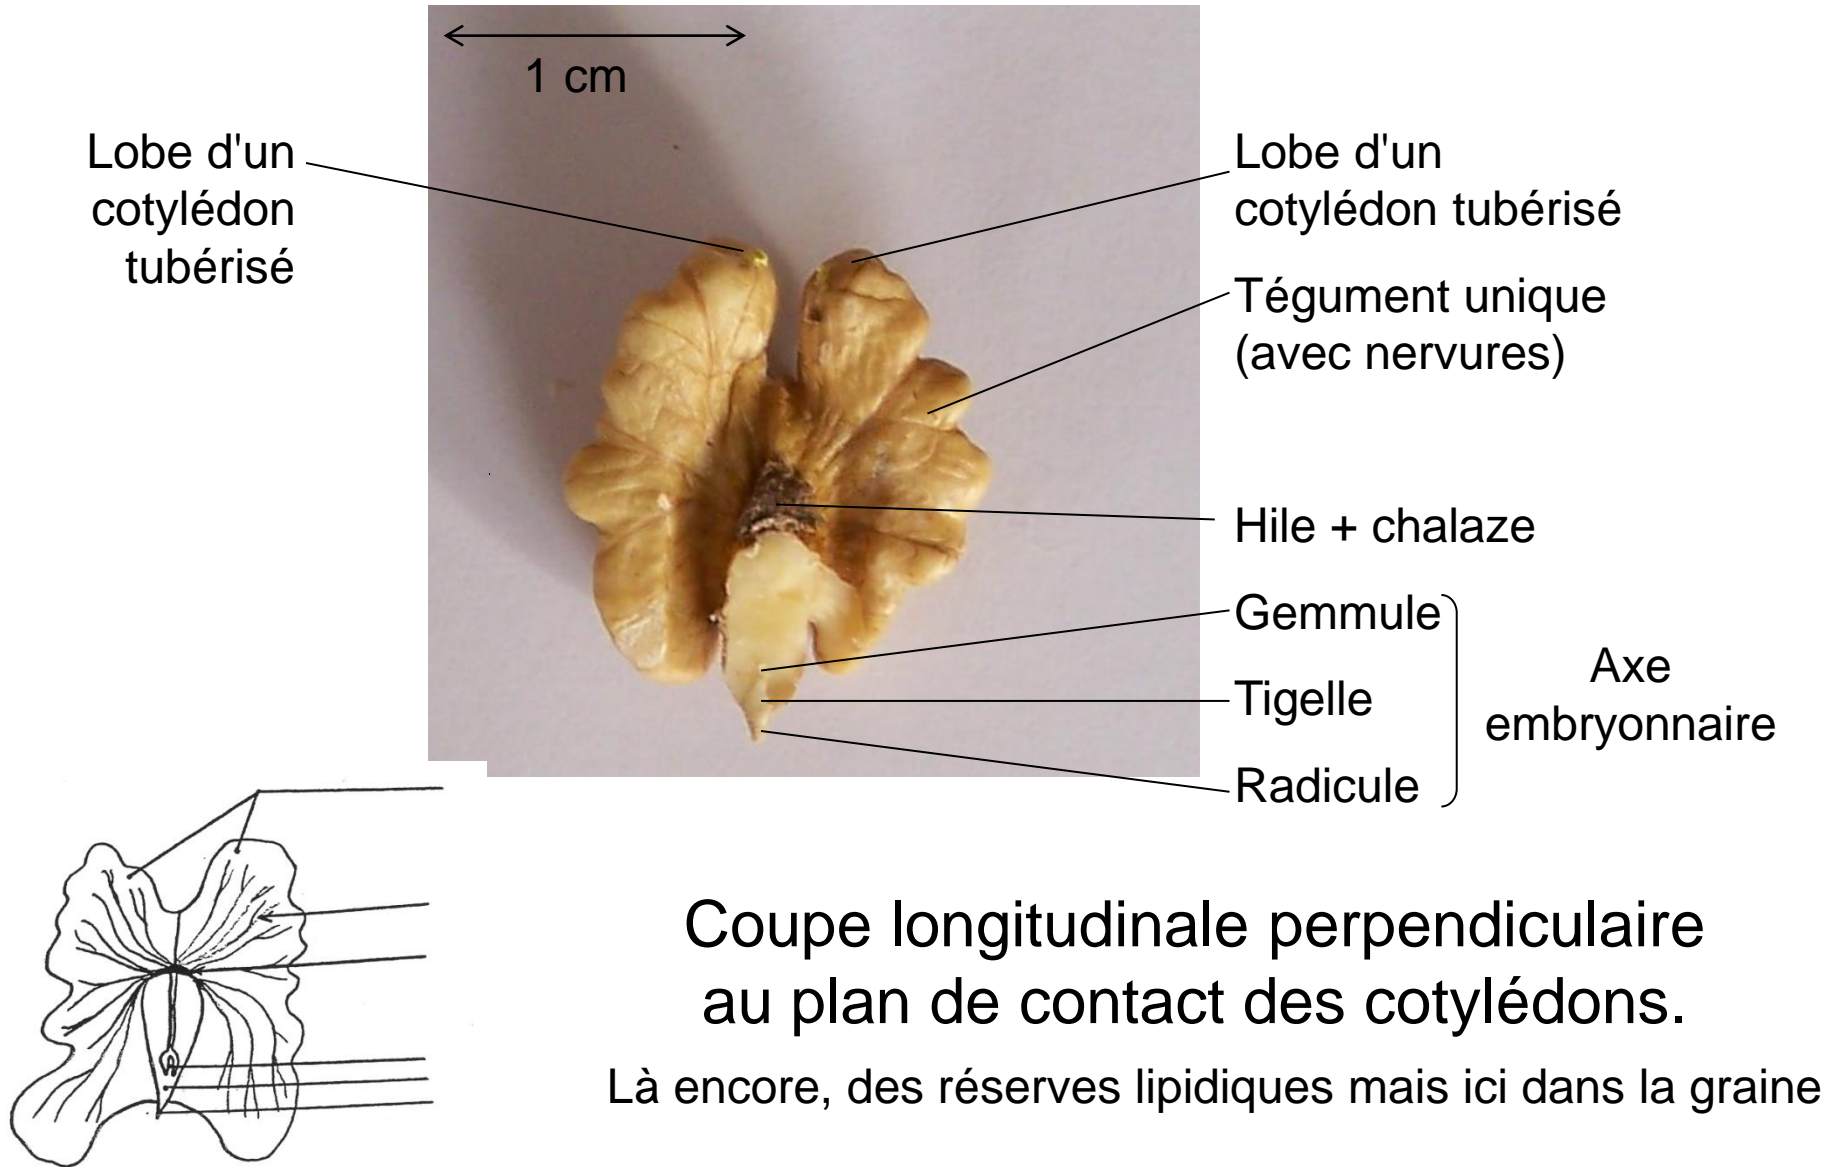 1 cm
Lobe d'un
cotylédon
tubérisé
Lobe d'un
cotylédon tubérisé
Tégument unique
(avec nervures)
Hile + chalaze
Gemmule
Tigelle
Radicule
Axe
embryonnaire
Coupe longitudinale perpendiculaire
au plan de contact des cotylédons.
Là encore, des réserves lipidiques mais ici dans la graine